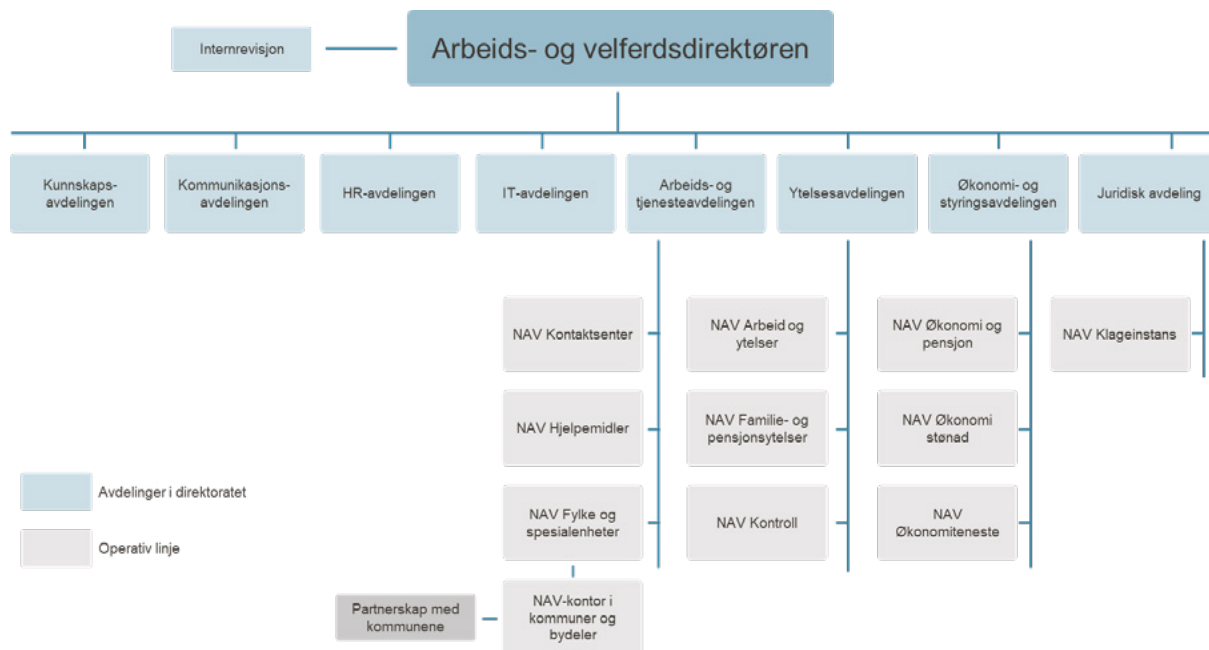 Internrevisjon
Arbeids- og velferdsdirektøren
Kunnskaps-
avdelingen
Kommunikasjons-
avdelingen
HR-avdelingen
IT-avdelingen
Arbeids- og
tjenesteavdelingen
Ytelsesavdelingen
Økonomi- og
styringsavdelingen
Juridisk avdeling
NAV Kontaktsenter
NAV Arbeid og
ytelser
NAV Økonomi og
pensjon
NAV Klageinstans
NAV Hjelpemidler
NAV Familie- og
pensjonsytelser
NAV Økonomi
stønad
Avdelinger i direktoratet
NAV Fylke og
spesialenheter
NAV Kontroll
NAV
Økonomiteneste
Operativ linje
Partnerskap med
kommunene
NAV-kontor i
kommuner og
bydeler